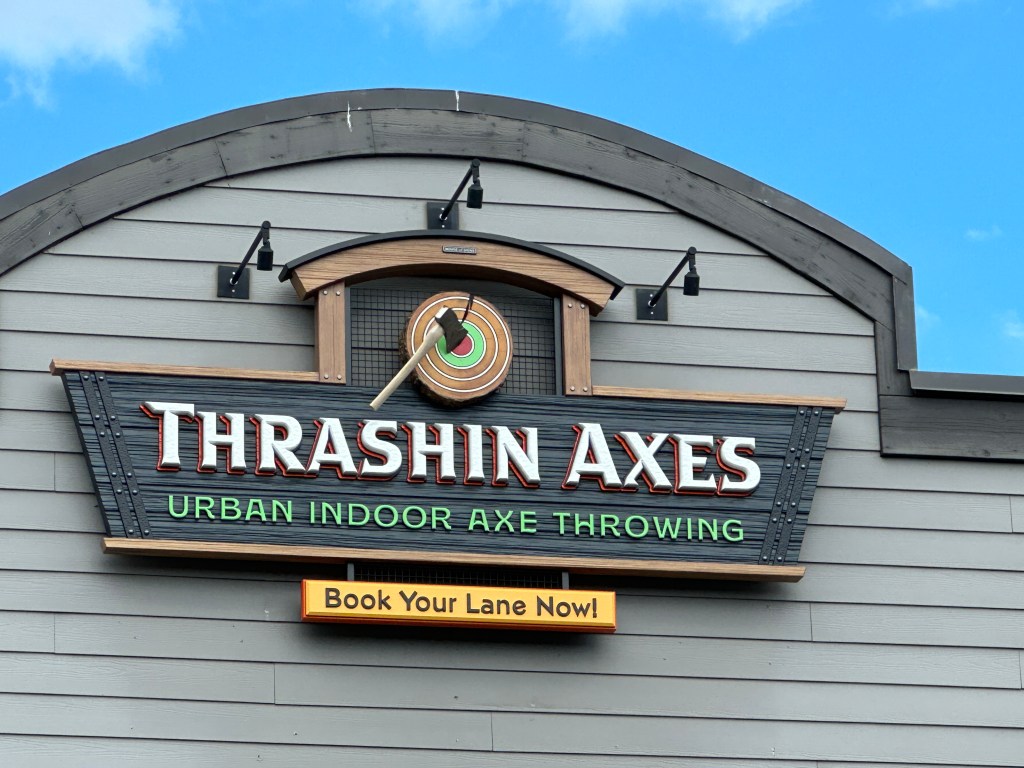 THRASHIN AXES
URBAN INDOOR AXE THROWING
Book Your Lane Now!